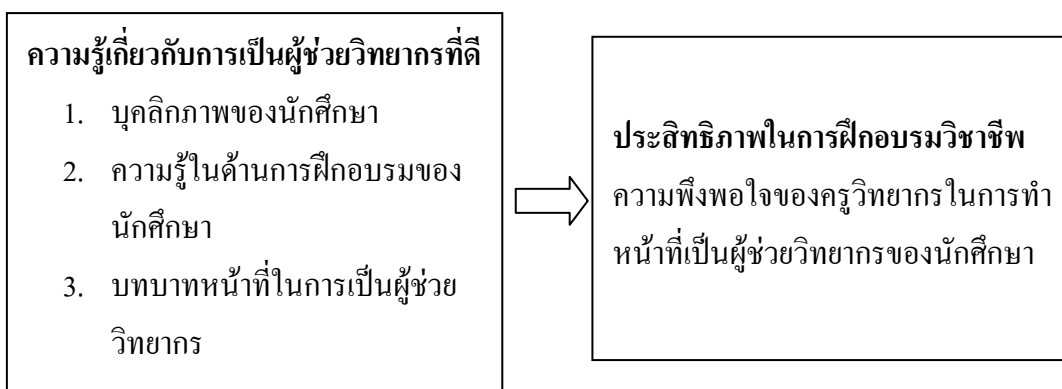 ความรู้เกี่ยวกับการเป็นผู้ช่วยวิทยากรที่ดี
1. บุคลิกภาพของนักศึกษา
2. ความรู้ในด้านการฝึกอบรมของ
นักศึกษา
3. บทบาทหน้าที่ในการเป็นผู้ช่วย
วิทยากร
ประสิทธิภาพในการฝึกอบรมวิชาชีพ
ความพึงพอใจของครูวิทยากรในการทำ
หน้าที่เป็นผู้ช่วยวิทยากรของนักศึกษา